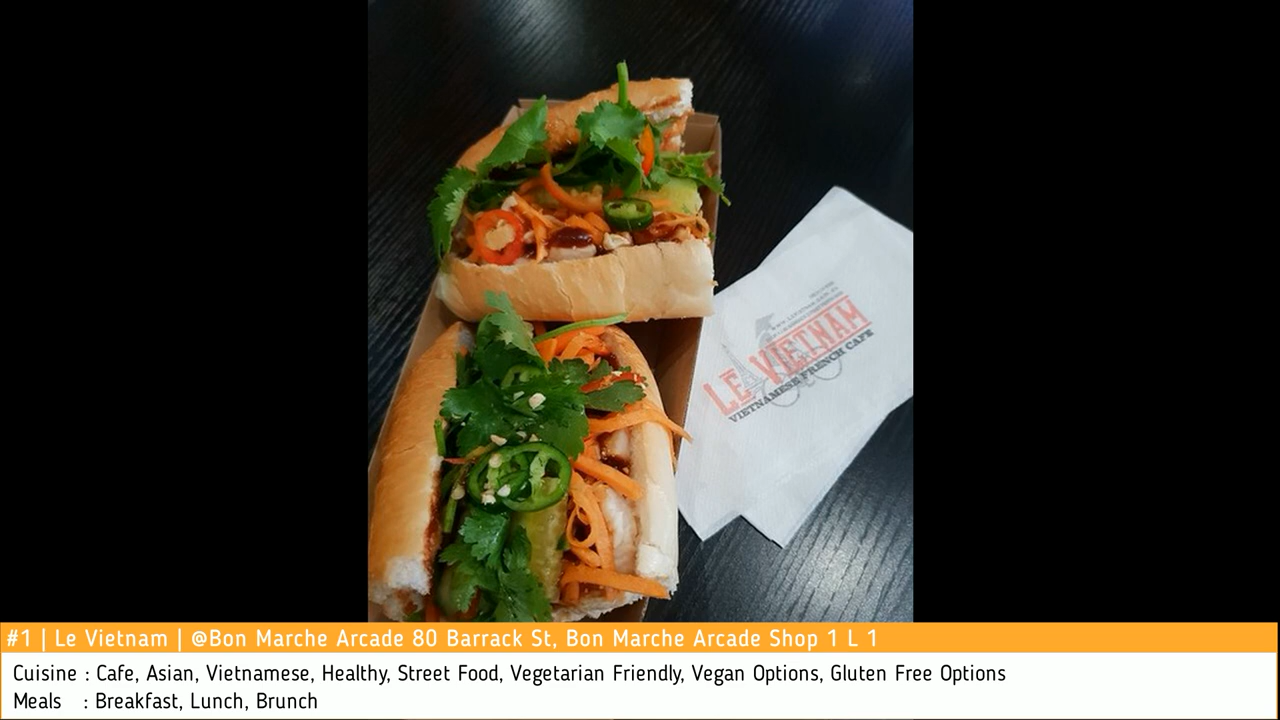 LE VIETNAM
VIETNAMESE FRENCH CAFE
#1 | Le Vietnam | @Bon Marche Arcade 80 Barrack St, Bon Marche Arcade Shop 1 L 1
Cuisine : Cafe, Asian, Vietnamese, Healthy, Street Food, Vegetarian Friendly, Vegan Options, Gluten Free Options
Meals : Breakfast, Lunch, Brunch